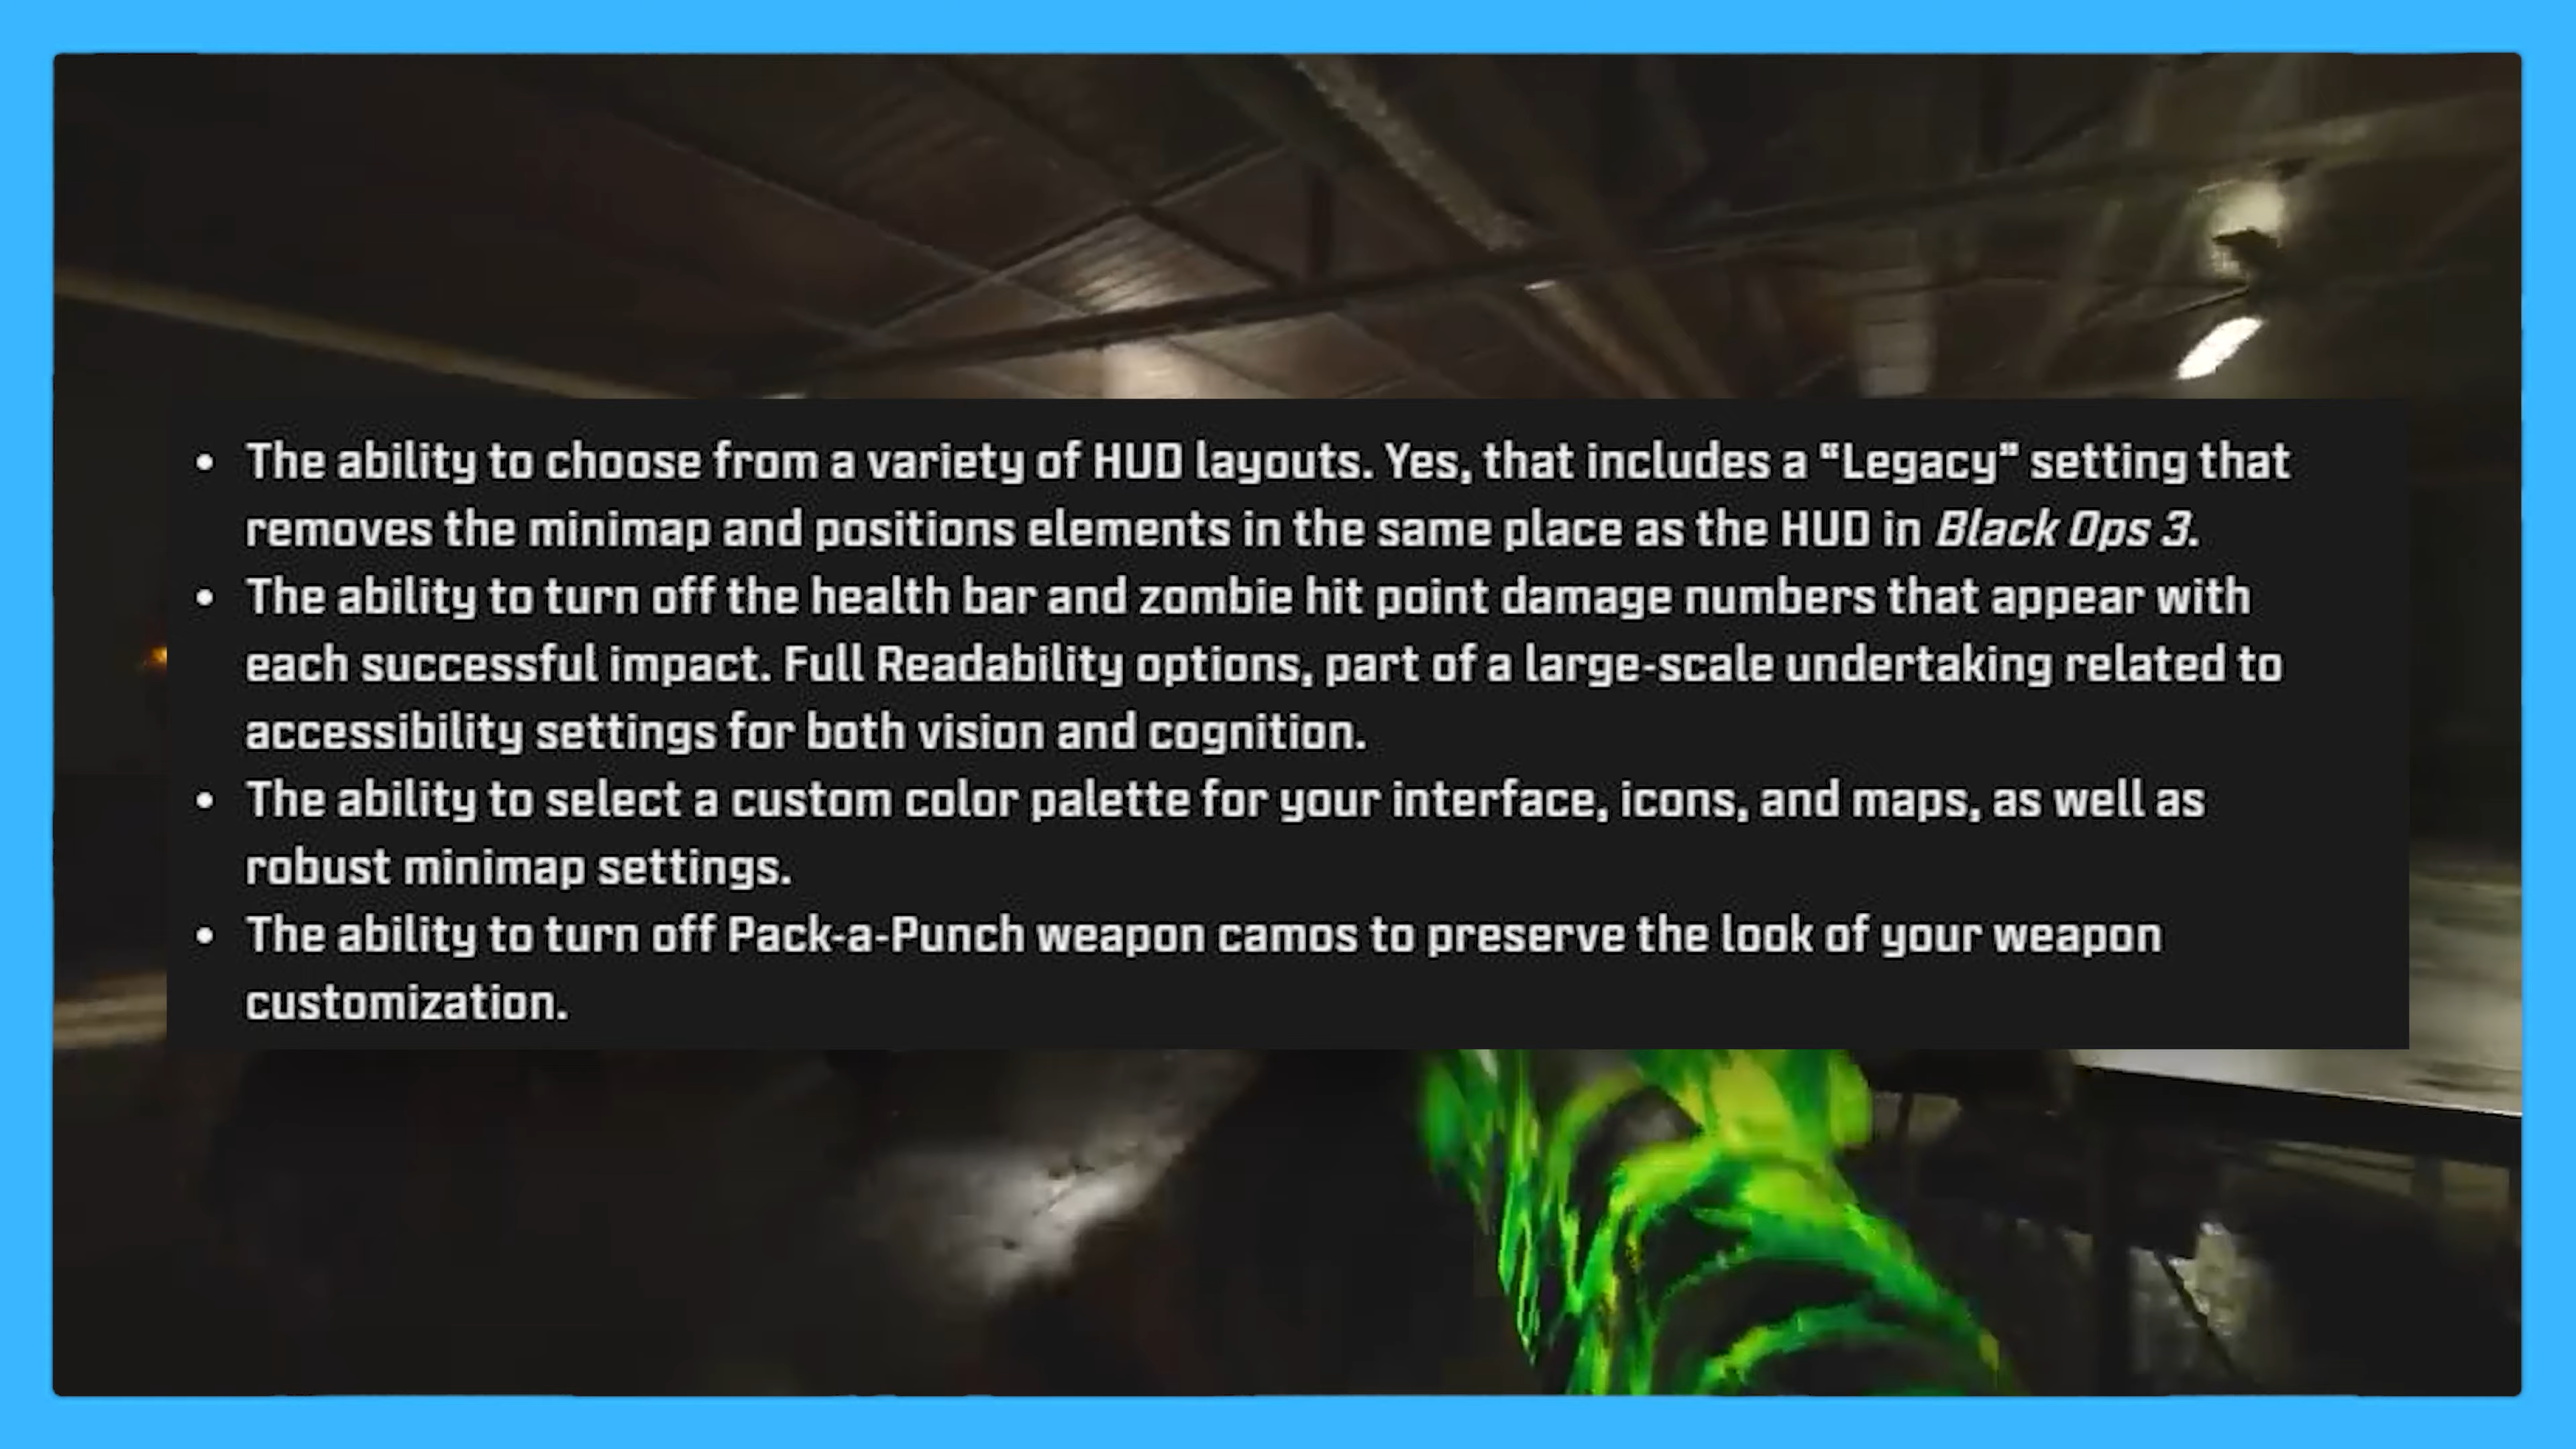 • The ability to choose from a variety of HUD layouts. Yes, that includes a “Legacy” setting that
removes the minimap and positions elements in the same place as the HUD in Black Ops 3.
• The ability to turn off the health bar and zombie hit point damage numbers that appear with
each successful impact. Full Readability options, part of a large-scale undertaking related to
accessibility settings for both vision and cognition.
• The ability to select a custom color palette for your interface, icons, and maps, as well as
robust minimap settings.
• The ability to turn off Pack-a-Punch weapon camos to preserve the look of your weapon
customization.